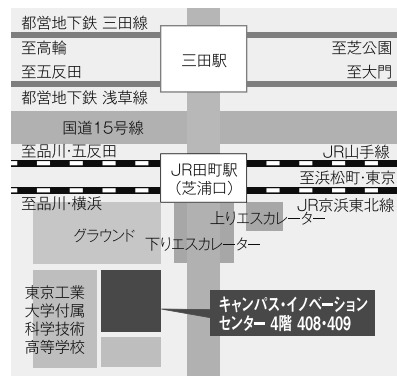 都営地下鉄 三田線
至高輪
三田駅
至芝公園
至五反田
至大門
都営地下鉄 浅草線
国道15号線
至品川・五反田
JR田町駅
(芝浦口)
JR山手線
至浜松町・東京
至品川・横浜
JR京浜東北線
上りエスカレーター
グラウンド
下りエスカレーター
東京工業
大学付属
科学技術
高等学校
キャンパス・イノベーション
センター 4階 408・409